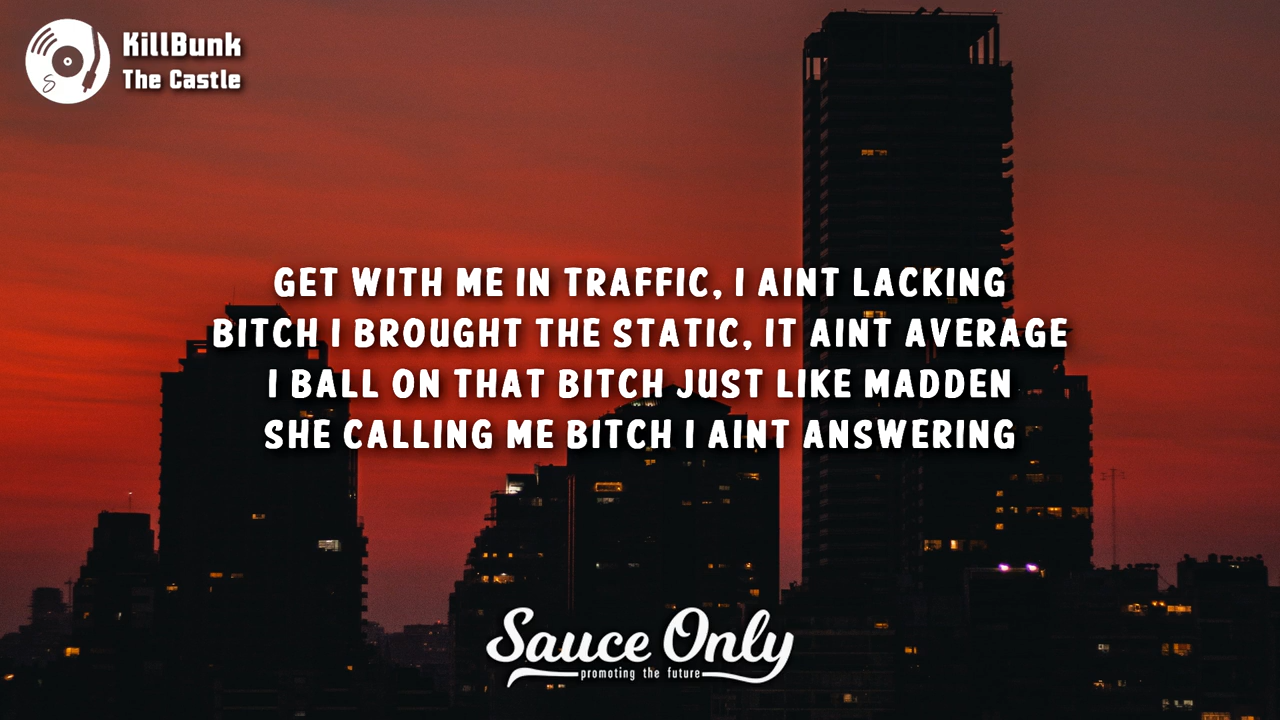 KillBunk
The Castle
GET WITH ME IN TRAFFIC, I AINT LACKING
BITCH I BROUGHT THE STATIC, IT AINT AVERAGE
I BALL ON THAT BITCH JUST LIKE MADDEN
SHE CALLING ME BITCH I AINT ANSWERING
Sauce Only
promoting the future